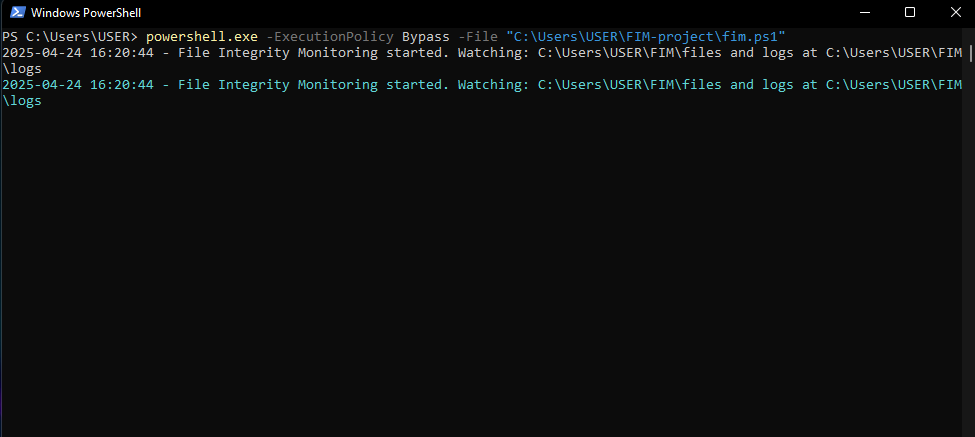 Windows PowerShell
PS C:\Users\USER> powershell.exe -ExecutionPolicy Bypass -File "C:\Users\USER\FIM-project\fim.ps1"
2025-04-24 16:20:44 - File Integrity Monitoring started. Watching: C:\Users\USER\FIM\files and logs at C:\Users\USER\FIM
\logs
2025-04-24 16:20:44 - File Integrity Monitoring started. Watching: C:\Users\USER\FIM\files and logs at C:\Users\USER\FIM
\logs